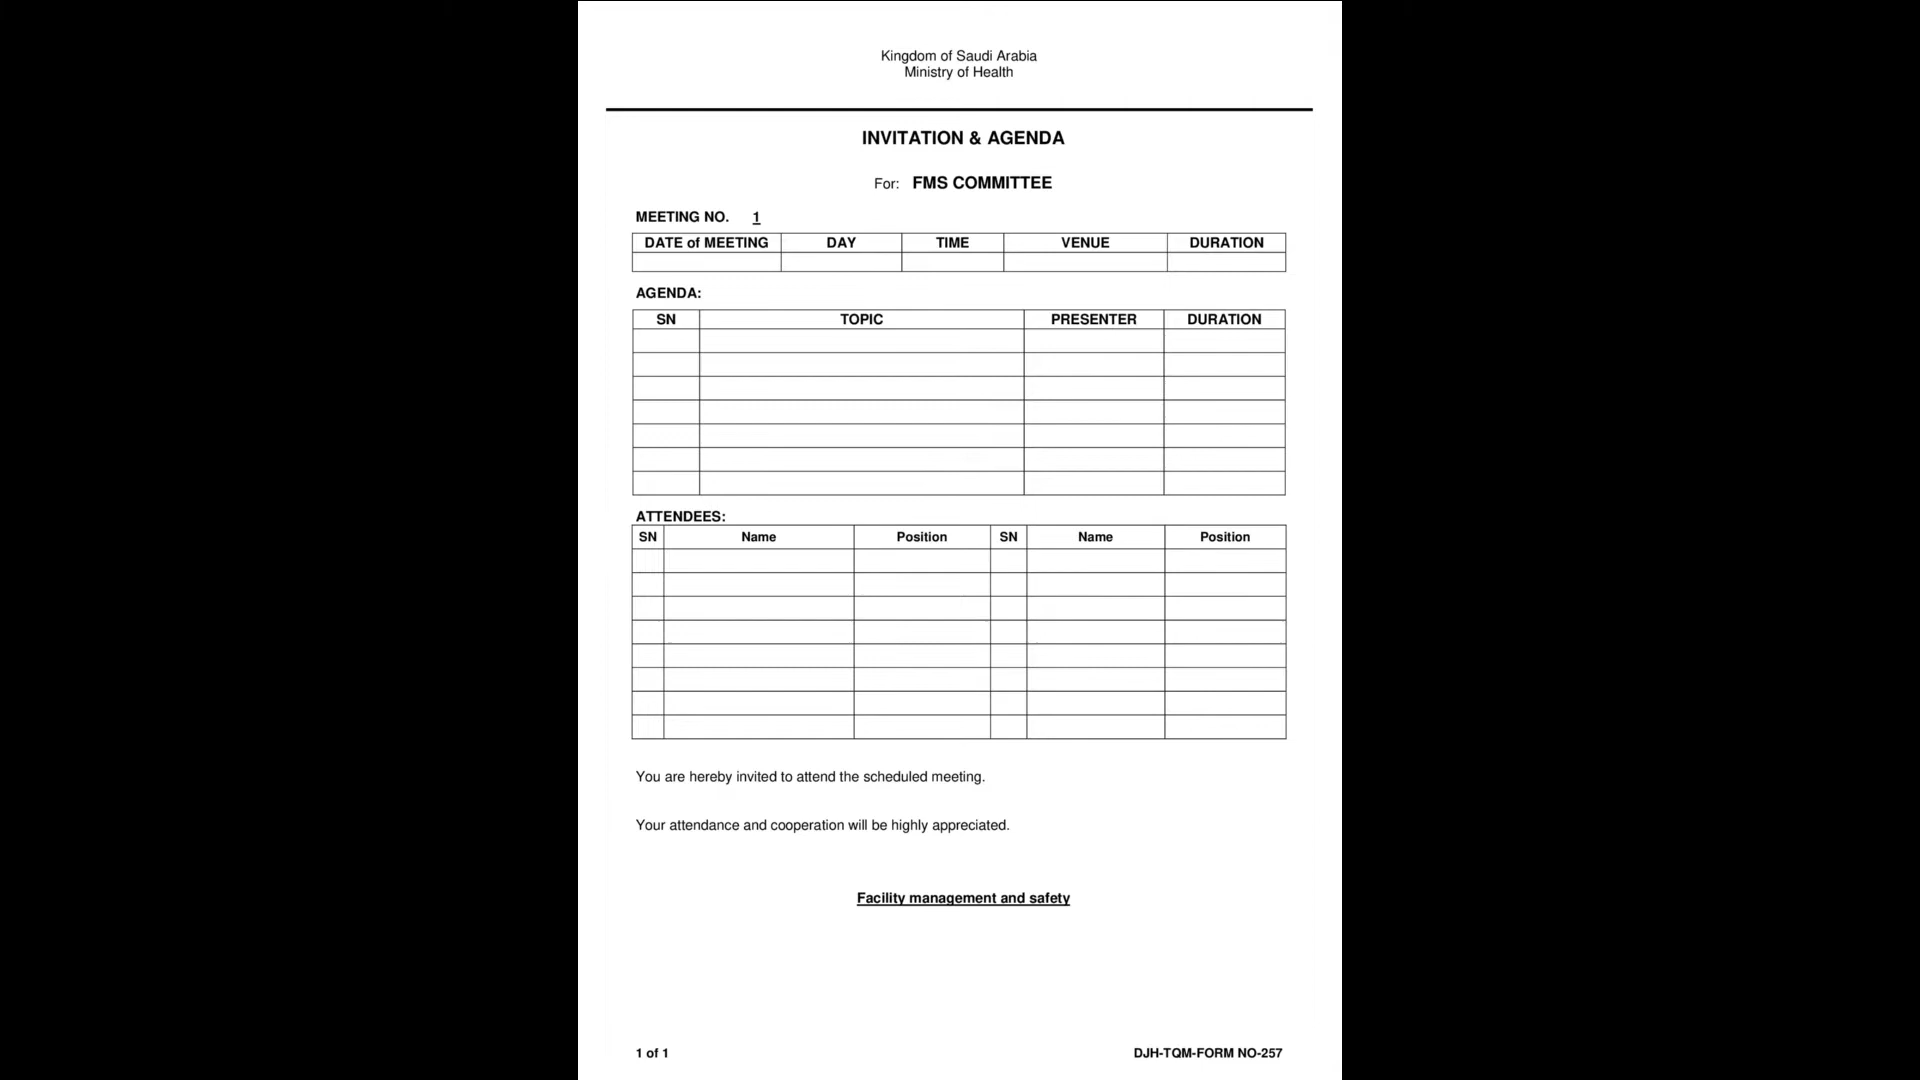 Kingdom of Saudi Arabia
Ministry of Health
INVITATION & AGENDA
For: FMS COMMITTEE
MEETING NO. 1
DATE of MEETING DAY TIME VENUE DURATION
AGENDA:
SN TOPIC PRESENTER DURATION
ATTENDEES:
SN Name Position SN Name Position
You are hereby invited to attend the scheduled meeting.
Your attendance and cooperation will be highly appreciated.
Facility management and safety
1 of 1 DJH-TQM-FORM NO-257